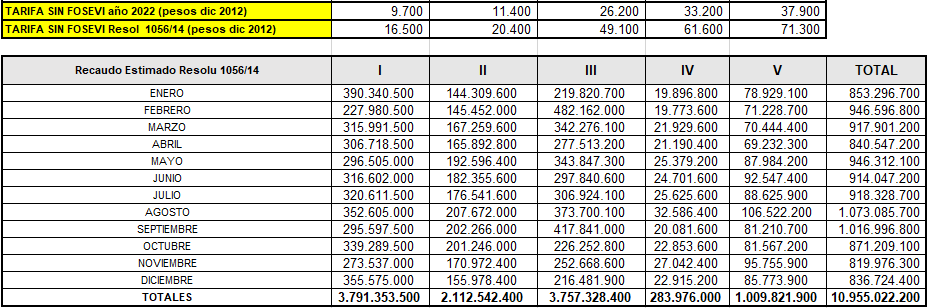 TARIFA SIN FOSEVI año 2022 (pesos dic 2012) 9.700 11.400 26.200 33.200 37.900
TARIFA SIN FOSEVI Resol 1056/14 (pesos dic 2012) 16.500 20.400 49.100 61.600 71.300
Recaudo Estimado Resolu 1056/14 I II III IV V TOTAL
ENERO 390.340.500 144.309.600 219.820.700 19.896.800 78.929.100 853.296.700
FEBRERO 227.980.500 145.452.000 482.162.000 19.773.600 71.228.700 946.596.800
MARZO 315.991.500 167.259.600 342.276.100 21.929.600 70.444.400 917.901.200
ABRIL 306.718.500 165.892.800 277.513.200 21.190.400 69.232.300 840.547.200
MAYO 296.505.000 192.596.400 343.847.300 25.379.200 87.984.200 946.312.100
JUNIO 316.602.000 182.355.600 297.840.600 24.701.600 92.547.400 914.047.200
JULIO 320.611.500 176.541.600 306.924.100 25.625.600 88.625.900 918.328.700
AGOSTO 352.605.000 207.672.000 373.700.100 32.586.400 106.522.200 1.073.085.700
SEPTIEMBRE 295.597.500 202.266.000 417.841.000 20.081.600 81.210.700 1.016.996.800
OCTUBRE 339.289.500 201.246.000 226.252.800 22.853.600 81.567.200 871.209.100
NOVIEMBRE 273.537.000 170.972.400 252.668.600 27.042.400 95.755.900 819.976.300
DICIEMBRE 355.575.000 155.978.400 216.481.900 22.915.200 85.773.900 836.724.400
TOTALES 3.791.353.500 2.112.542.400 3.757.328.400 283.976.000 1.009.821.900 10.955.022.200